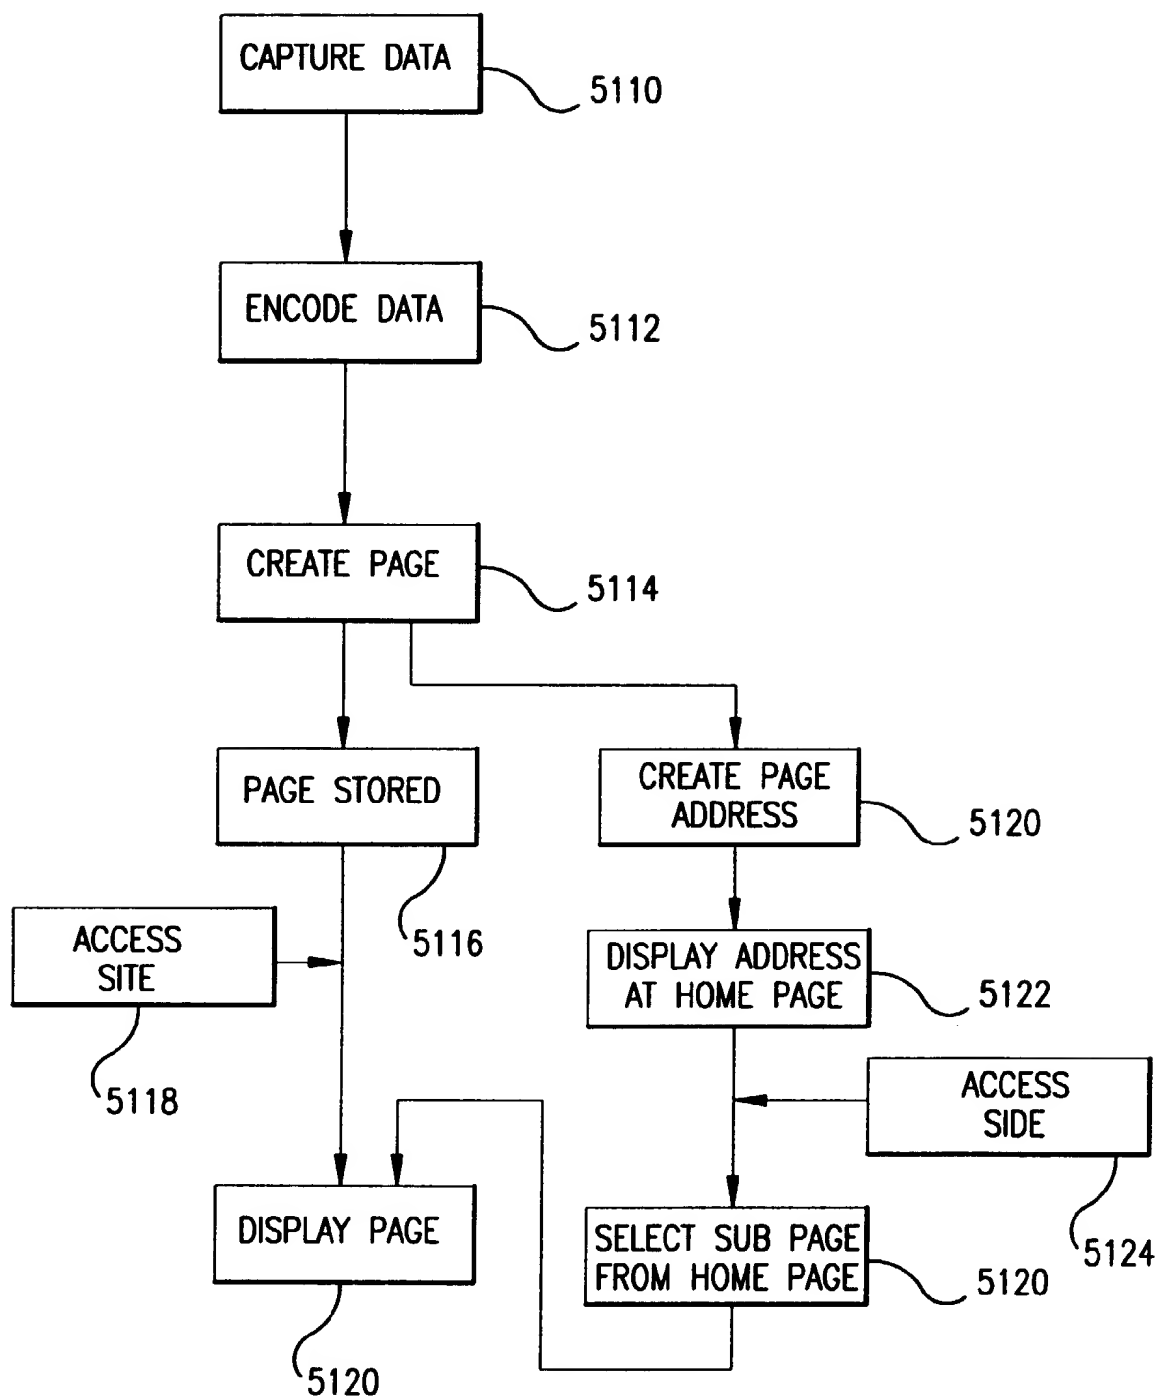 CAPTURE DATA
5110
ENCODE DATA
5112
CREATE PAGE
5114
PAGE STORED
5116
CREATE PAGE
ADDRESS
5120
ACCESS
SITE
5118
DISPLAY ADDRESS
AT HOME PAGE
5122
ACCESS
SIDE
5124
DISPLAY PAGE
5120
SELECT SUB PAGE
FROM HOME PAGE
5120